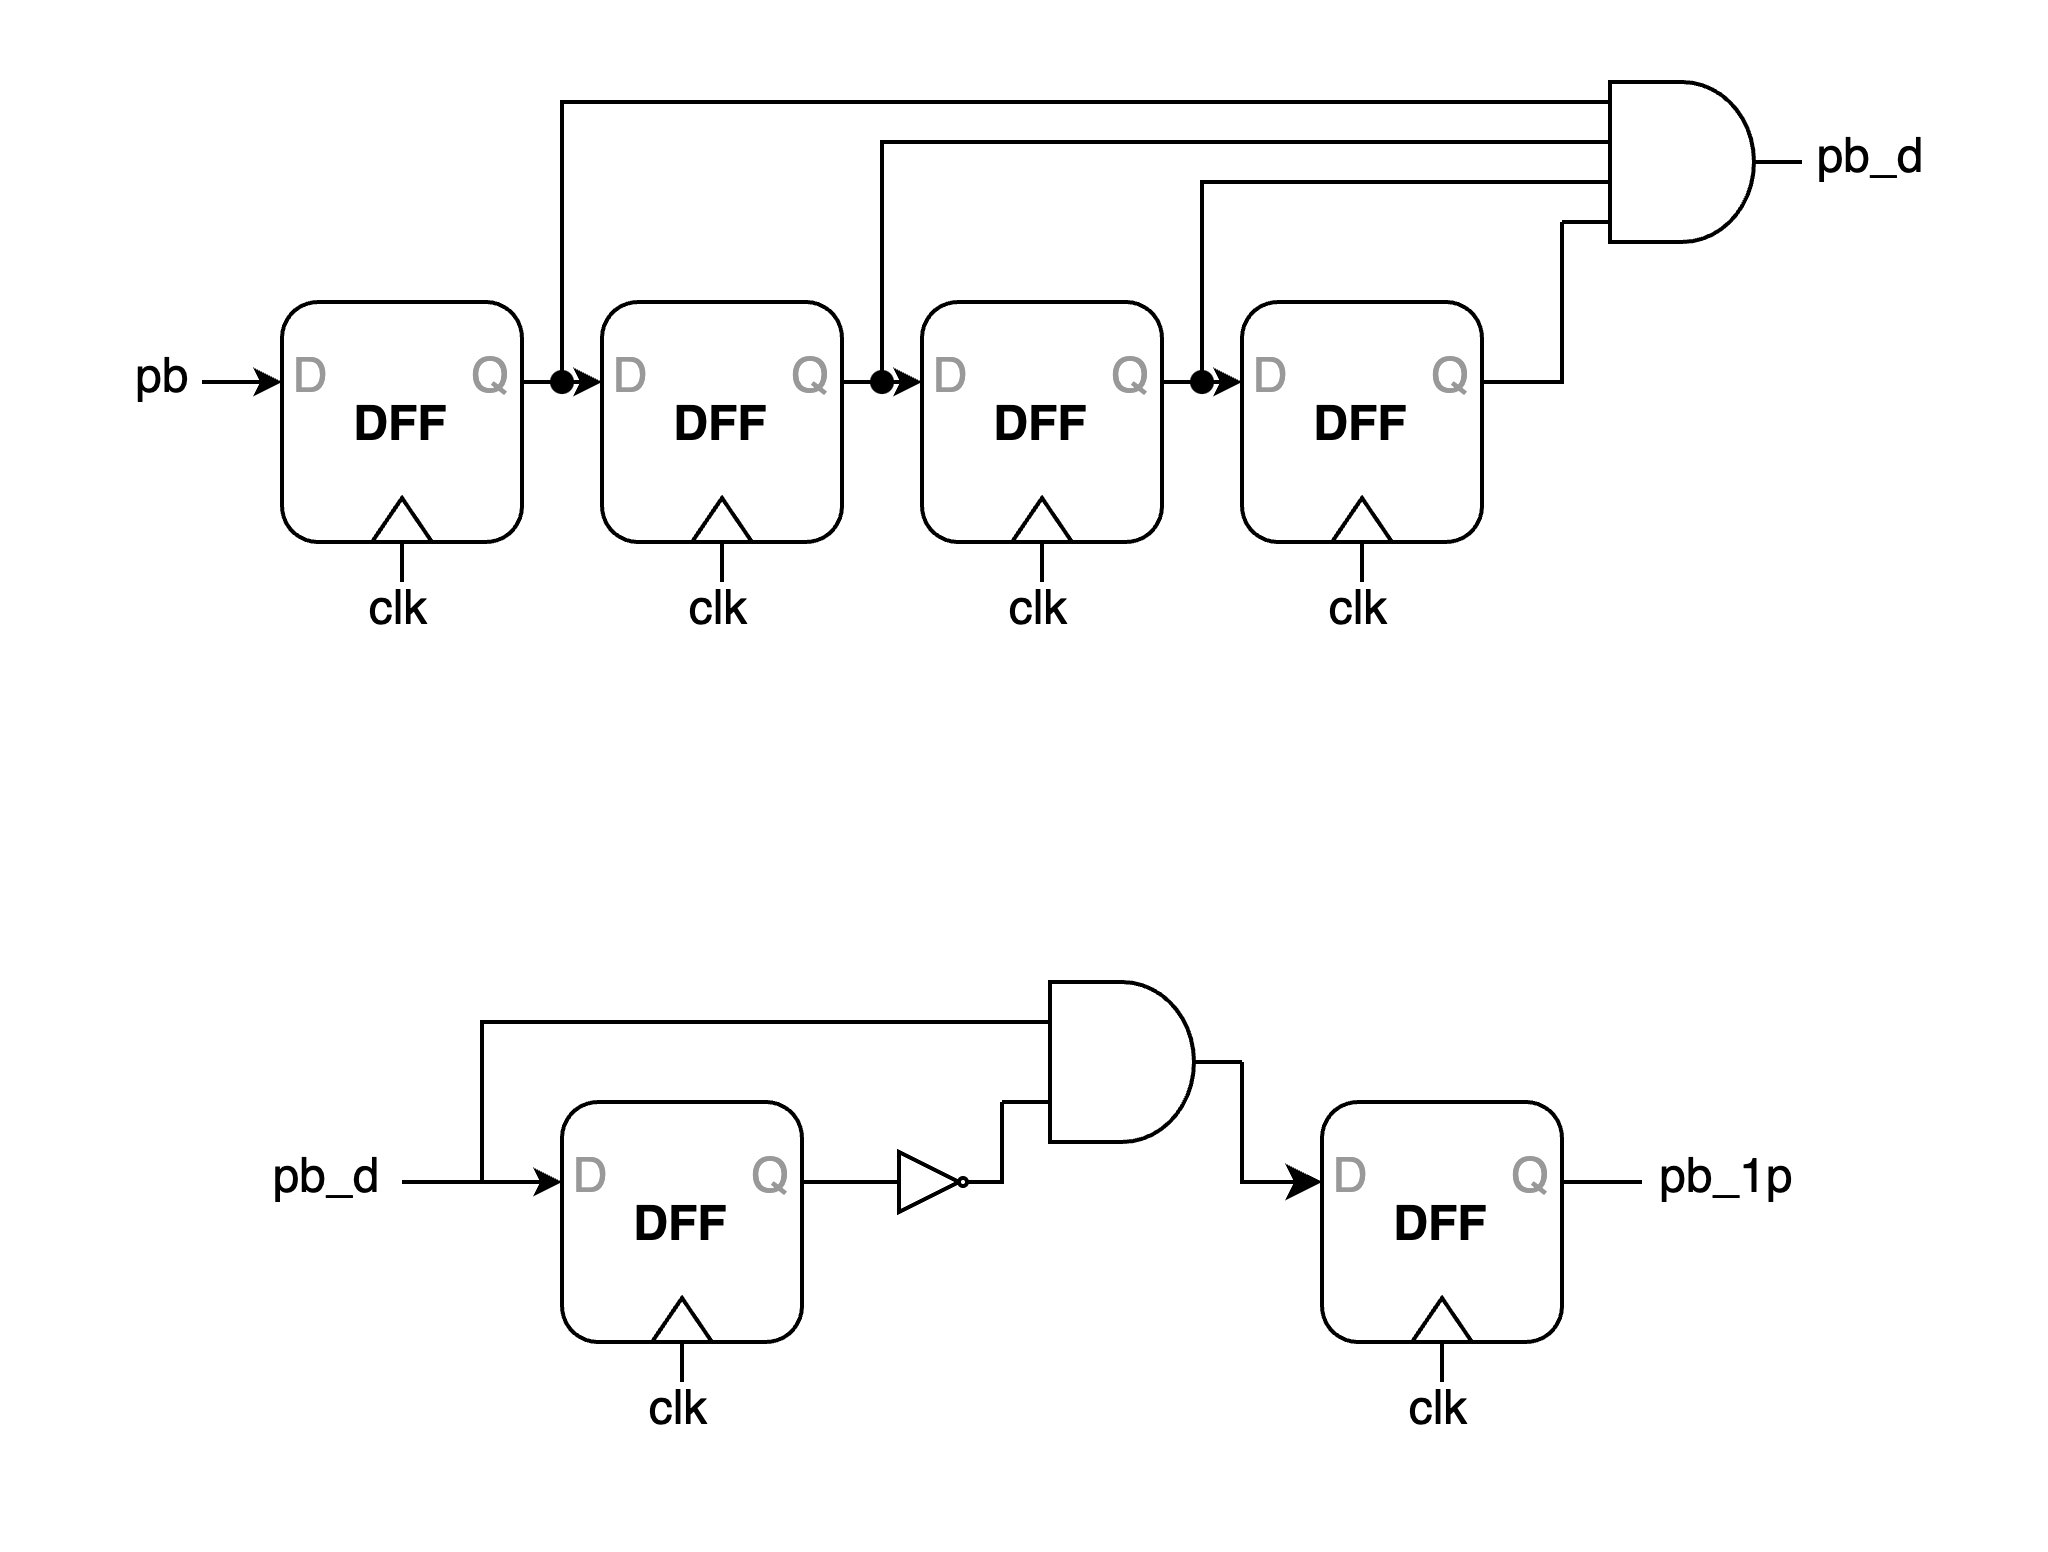 pb_d
pb D Q D Q D Q D Q
DFF DFF DFF DFF
clk clk clk clk
pb_d D Q D Q pb_1p
DFF DFF
clk clk